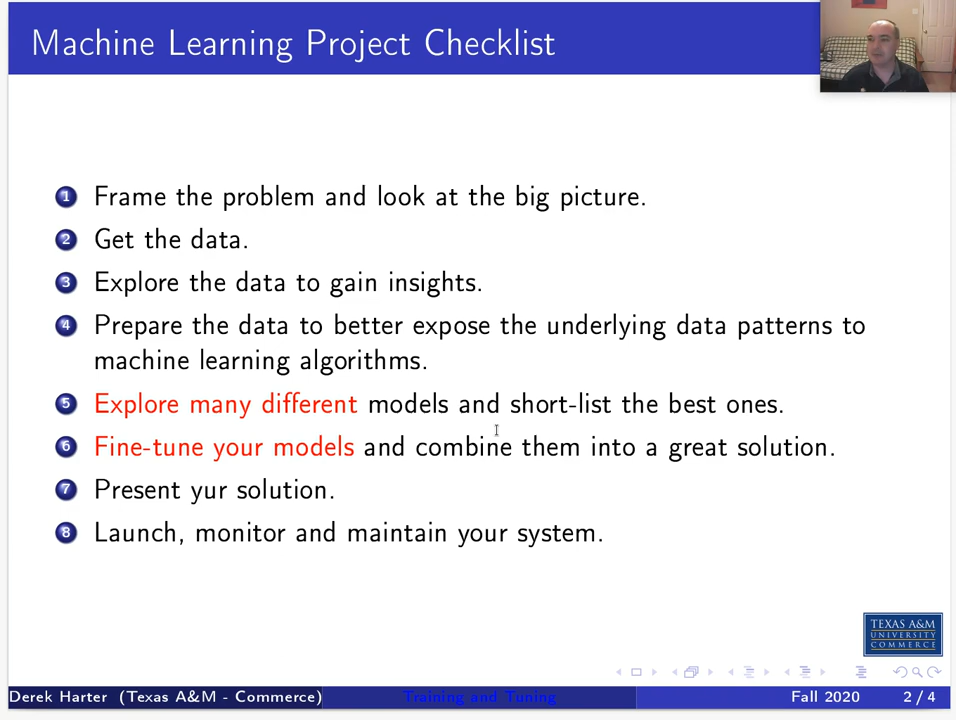 Machine Learning Project Checklist
1 Frame the problem and look at the big picture.
2 Get the data.
3 Explore the data to gain insights.
4 Prepare the data to better expose the underlying data patterns to
machine learning algorithms.
5 Explore many different models and short-list the best ones.
6 Fine-tune your models and combine them into a great solution.
7 Present yur solution.
8 Launch, monitor and maintain your system.
TEXAS A&M
UNIVERSITY
COMMERCE
Derek Harter (Texas A&M - Commerce) Training and Tuning Fall 2020 2 / 4